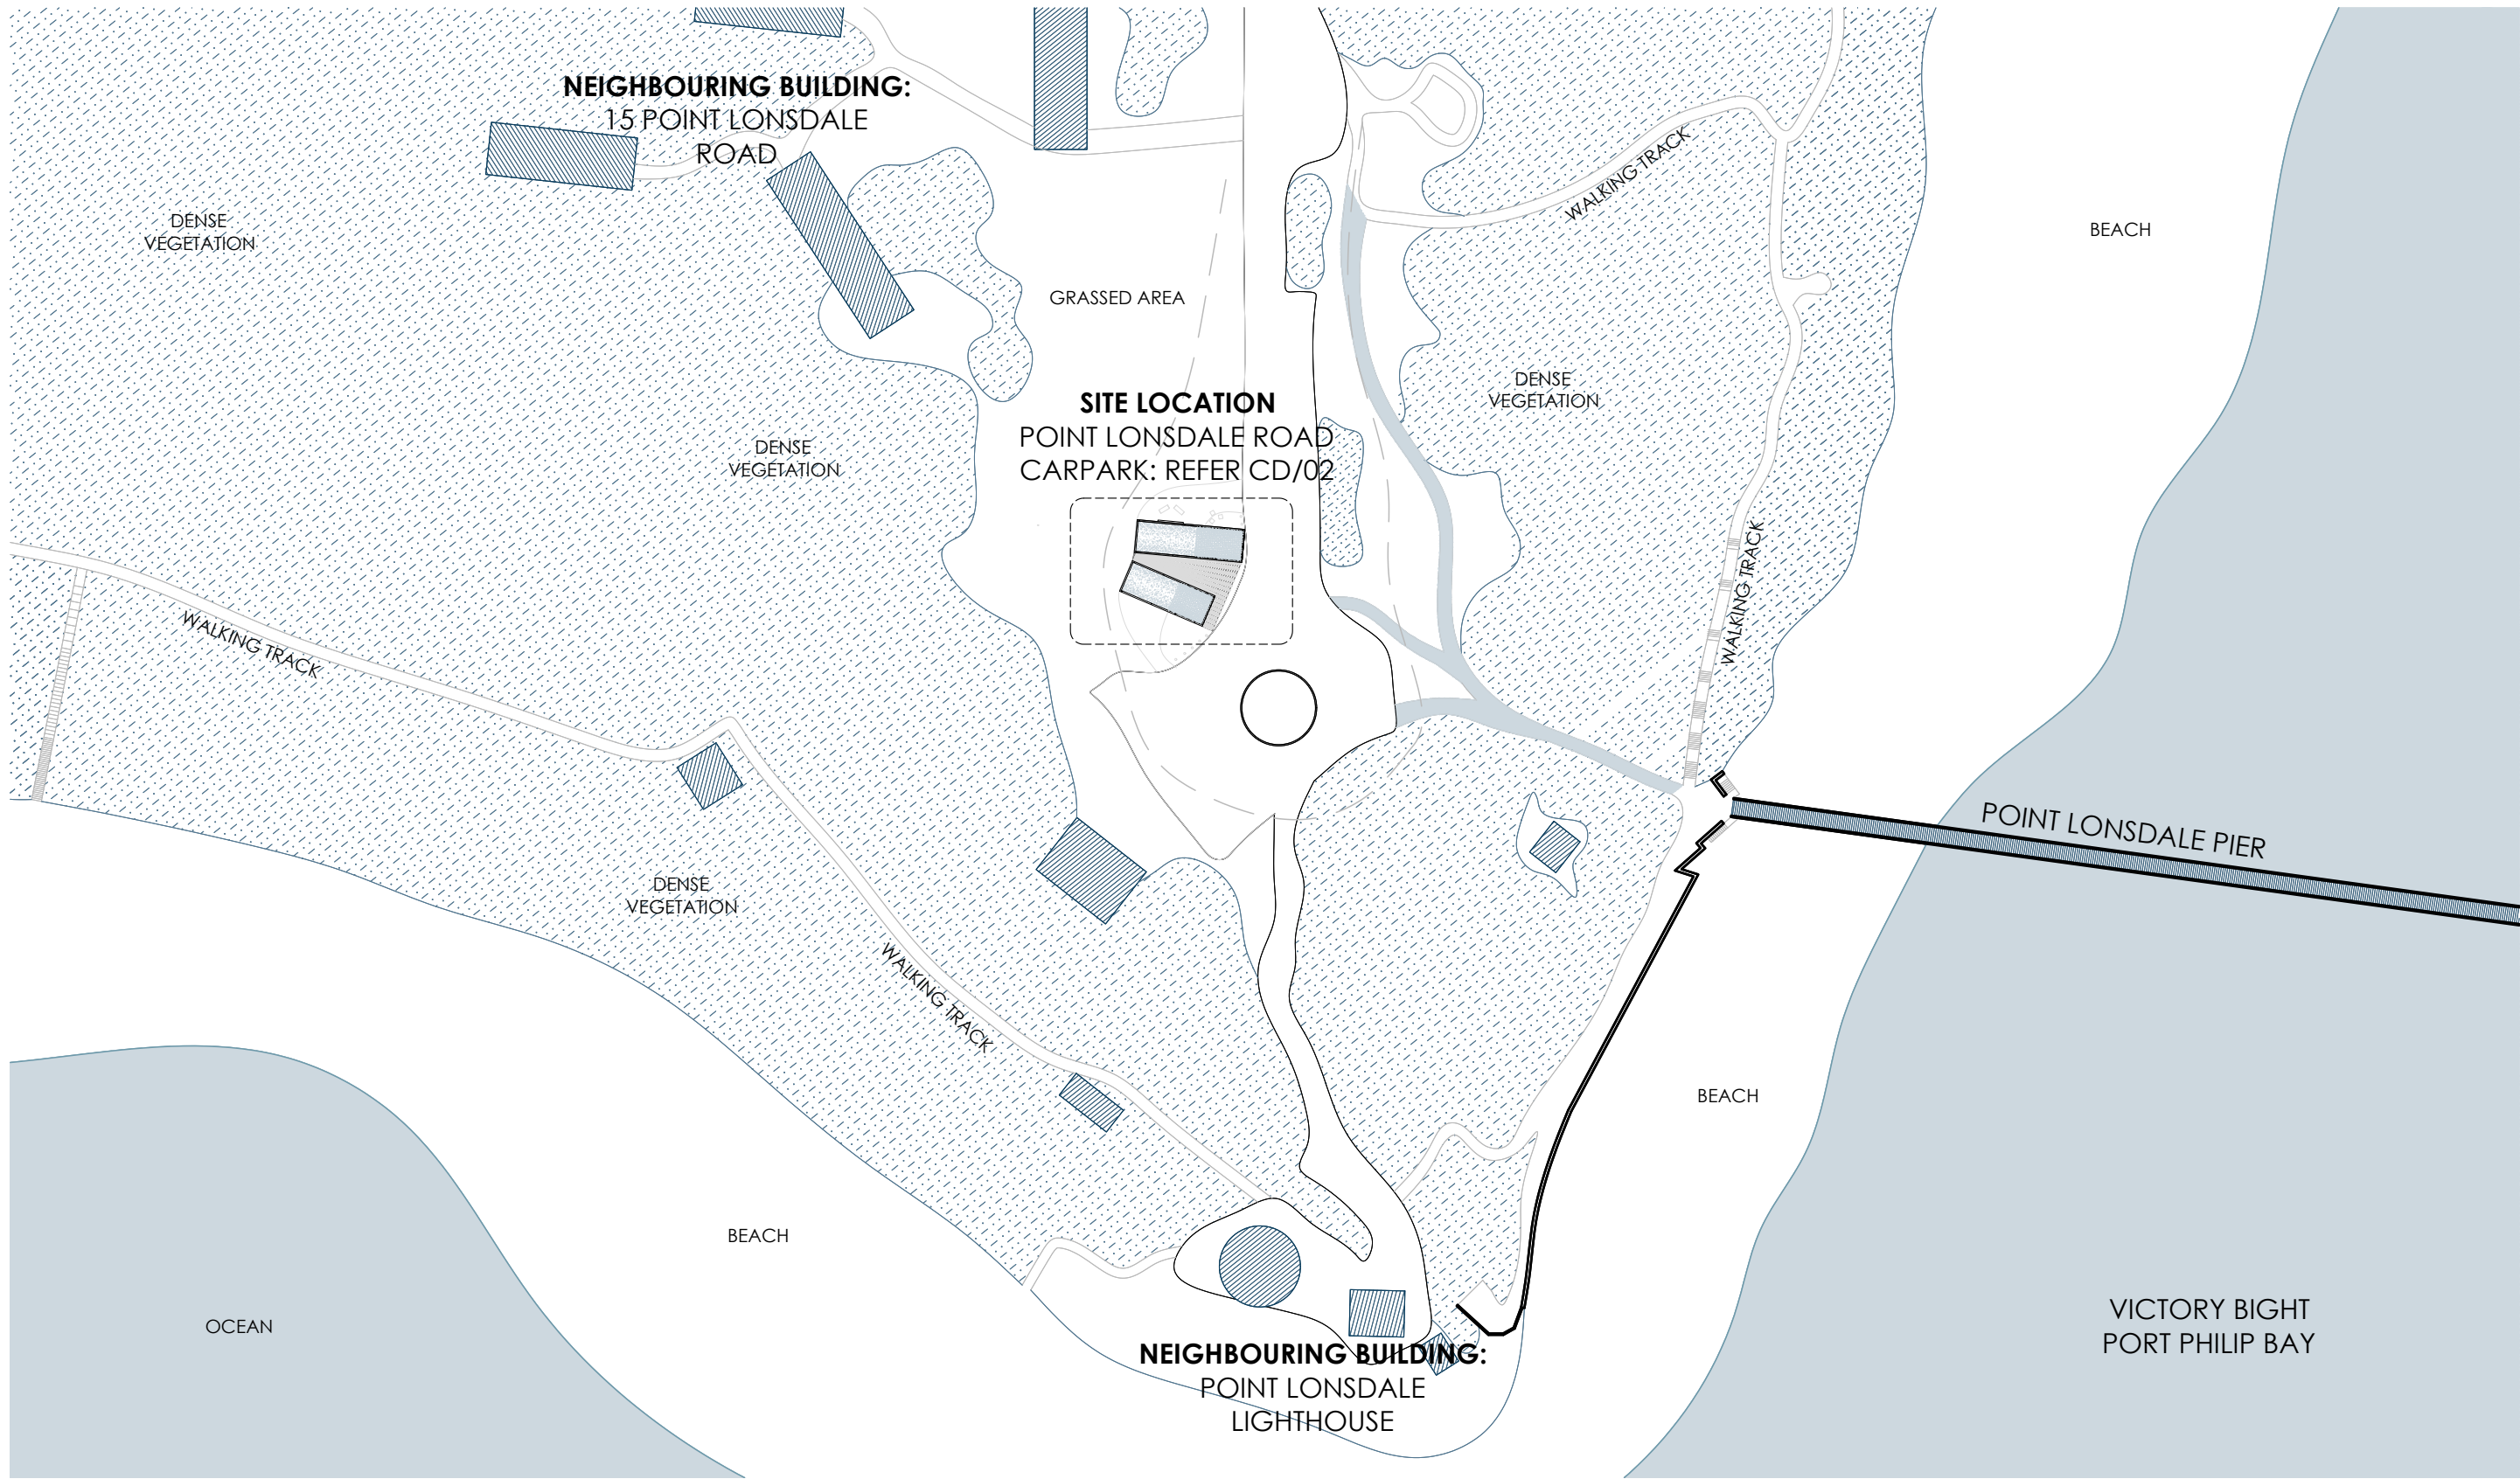 NEIGHBOURING BUILDING:
15 POINT LONSDALE
ROAD
WALKING TRACK
DENSE
VEGETATION
BEACH
GRASSED AREA
SITE LOCATION
POINT LONSDALE ROAD
CARPARK: REFER CD/02
DENSE
VEGETATION
DENSE
VEGETATION
WALKING TRACK
WALKING TRACK
POINT LONSDALE PIER
DENSE
VEGETATION
WALKING TRACK
BEACH
BEACH
OCEAN
VICTORY BIGHT
PORT PHILIP BAY
NEIGHBOURING BUILDING:
POINT LONSDALE
LIGHTHOUSE